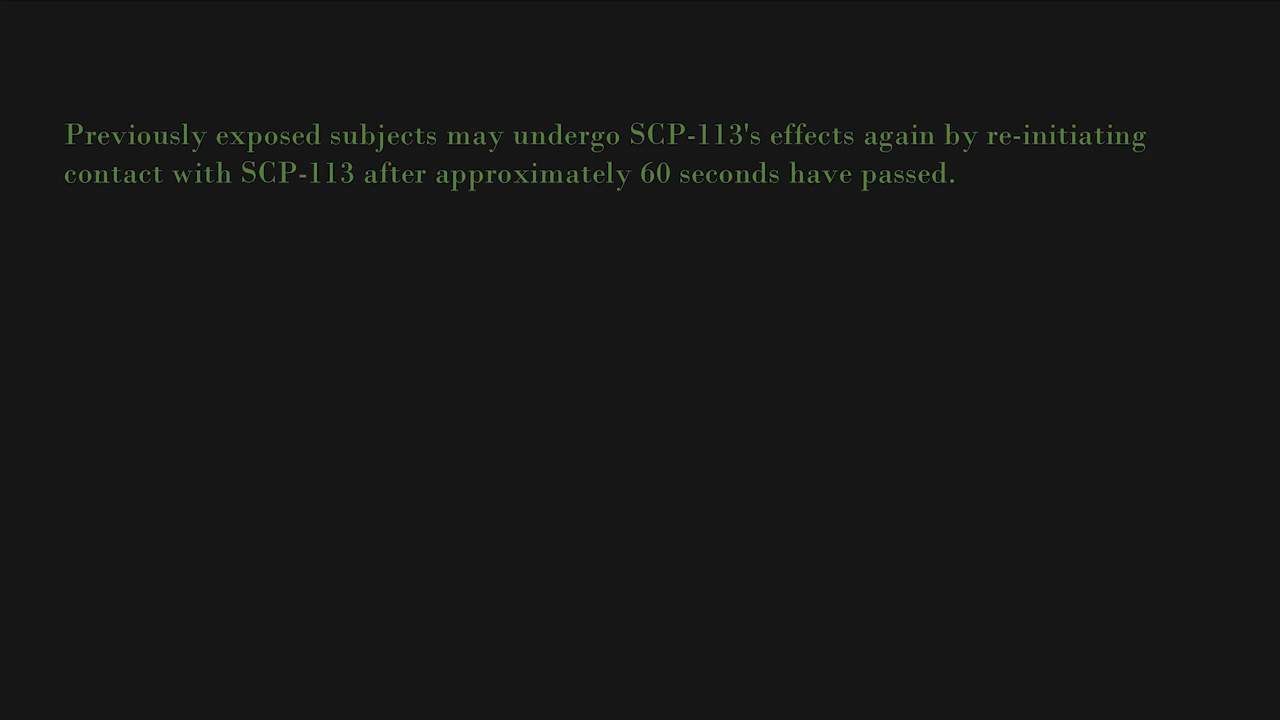 Previously exposed subjects may undergo SCP-113's effects again by re-initiating
contact with SCP-113 after approximately 60 seconds have passed.